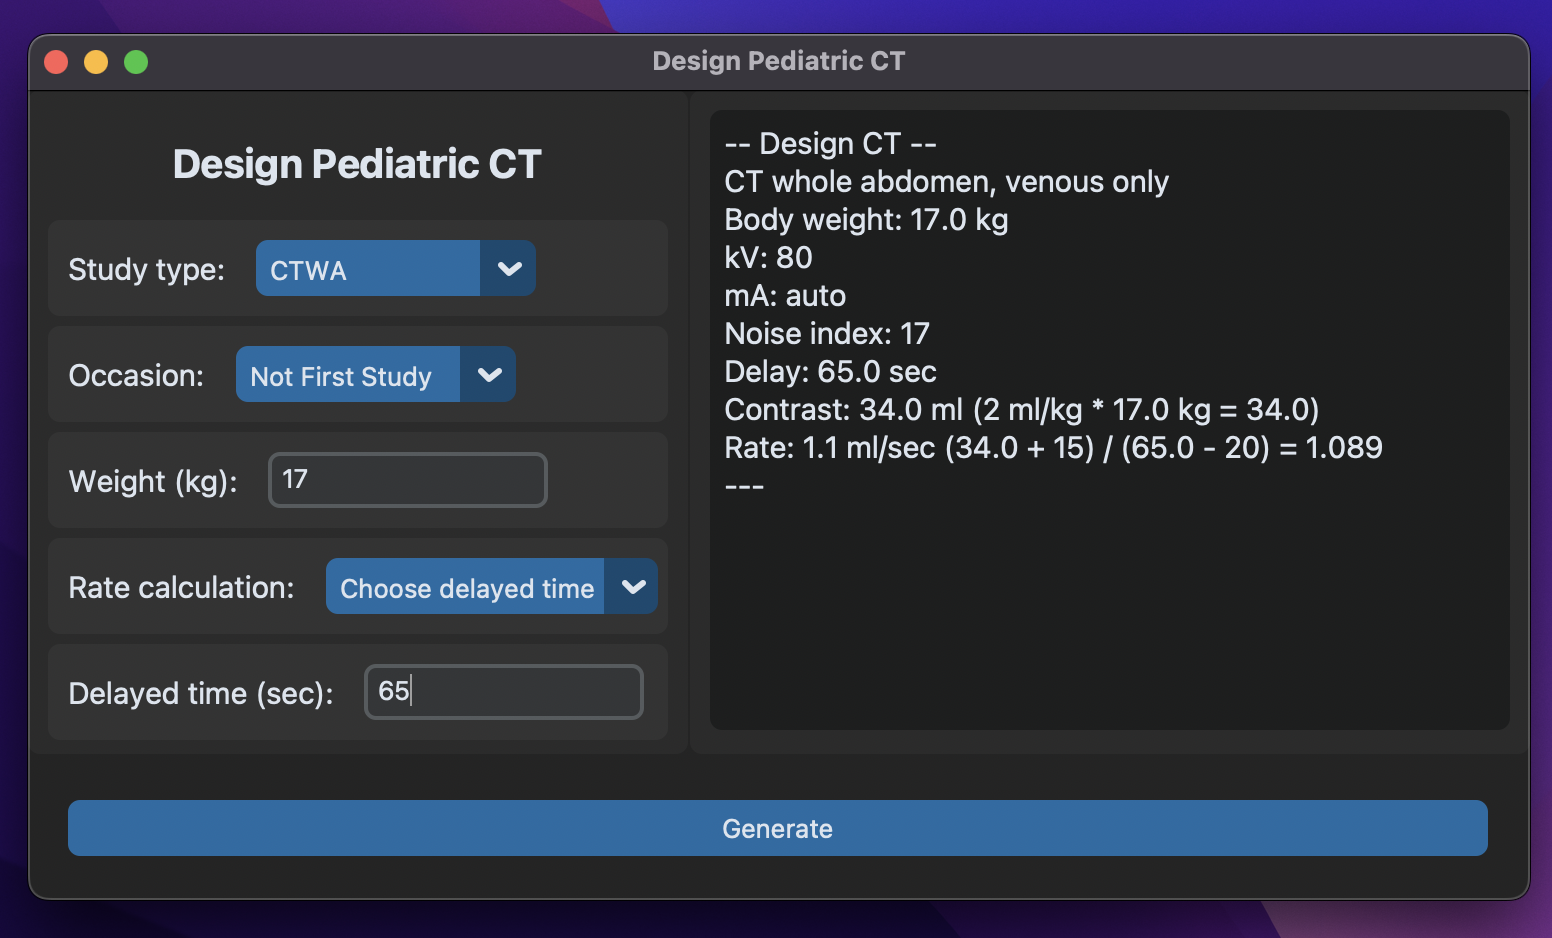 Design Pediatric CT
Design Pediatric CT
Study type: CTWA
Occasion: Not First Study
Weight (kg): 17
Rate calculation: Choose delayed time
Delayed time (sec): 65
-- Design CT --
CT whole abdomen, venous only
Body weight: 17.0 kg
kV: 80
mA: auto
Noise index: 17
Delay: 65.0 sec
Contrast: 34.0 ml (2 ml/kg * 17.0 kg = 34.0)
Rate: 1.1 ml/sec (34.0 + 15) / (65.0 - 20) = 1.089
---
Generate